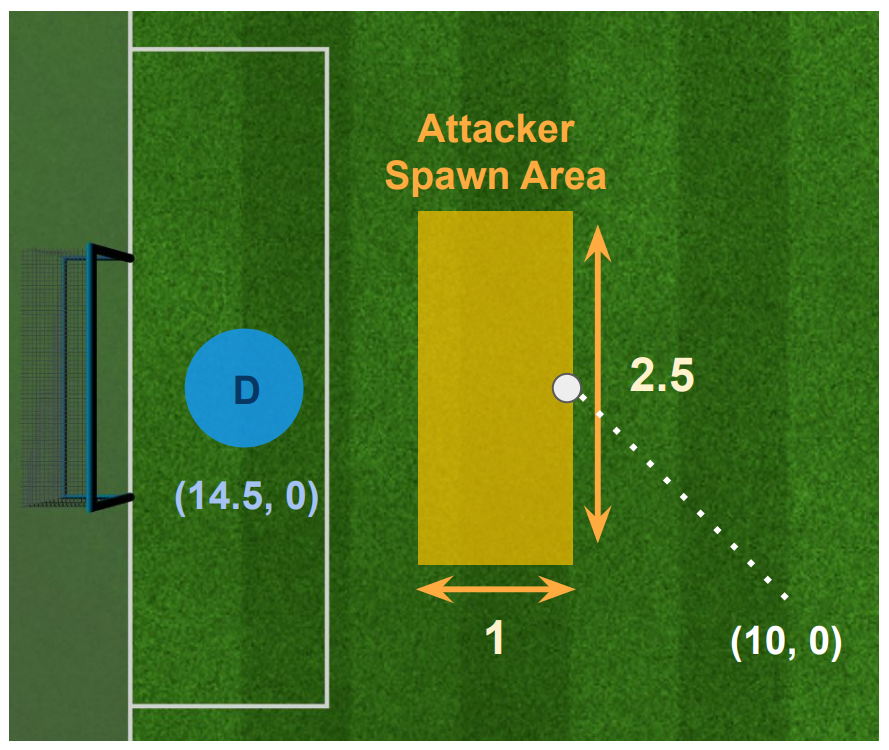 Attacker
Spawn Area
D
2.5
(14.5, 0)
1
(10, 0)